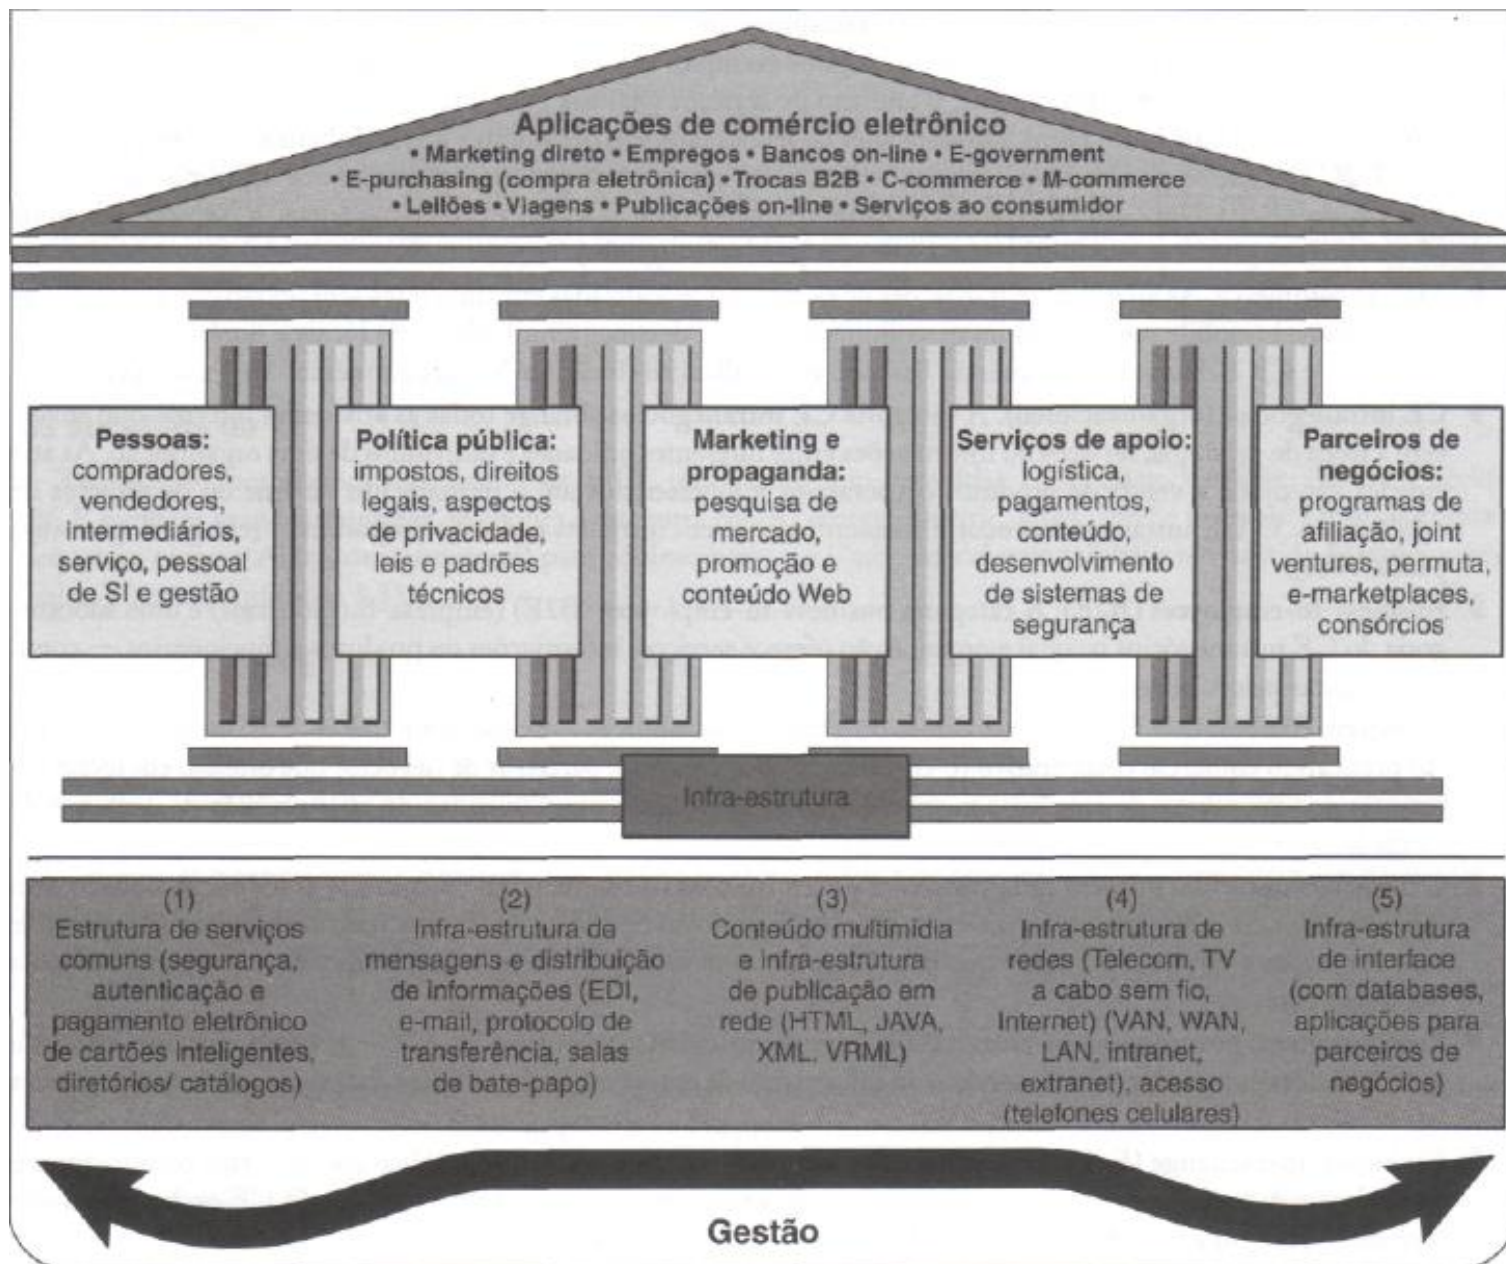 Aplicações de comércio eletrônico
• Marketing direto • Empregos • Bancos on-line • E-government
• E-purchasing (compra eletrônica) • Trocas B2B • C-commerce • M-commerce
• Leilões • Viagens • Publicações on-line • Serviços ao consumidor
Pessoas:
compradores,
vendedores,
intermediários,
serviço, pessoal
de SI e gestão
Política pública:
impostos, direitos
legais, aspectos
de privacidade,
leis e padrões
técnicos
Marketing e
propaganda:
pesquisa de
mercado,
promoção e
conteúdo Web
Serviços de apoio:
logística,
pagamentos,
conteúdo,
desenvolvimento
de sistemas de
segurança
Parceiros de
negócios:
programas de
afiliação, joint
ventures, permuta,
e-marketplaces,
consórcios
Infra-estrutura
(1)
Estrutura de serviços
comuns (segurança,
autenticação e
pagamento eletrônico
de cartões inteligentes,
diretórios/ catálogos)
(2)
Infra-estrutura de
mensagens e distribuição
de informações (EDI,
e-mail, protocolo de
transferência, salas
de bate-papo)
(3)
Conteúdo multimídia
e infra-estrutura
de publicação em
rede (HTML, JAVA,
XML, VRML)
(4)
Infra-estrutura de
redes (Telecom, TV
a cabo sem fio,
Internet) (VAN, WAN,
LAN, intranet,
extranet), acesso
(telefones celulares)
(5)
Infra-estrutura
de interface
(com databases,
aplicações para
parceiros de
negócios)
Gestão